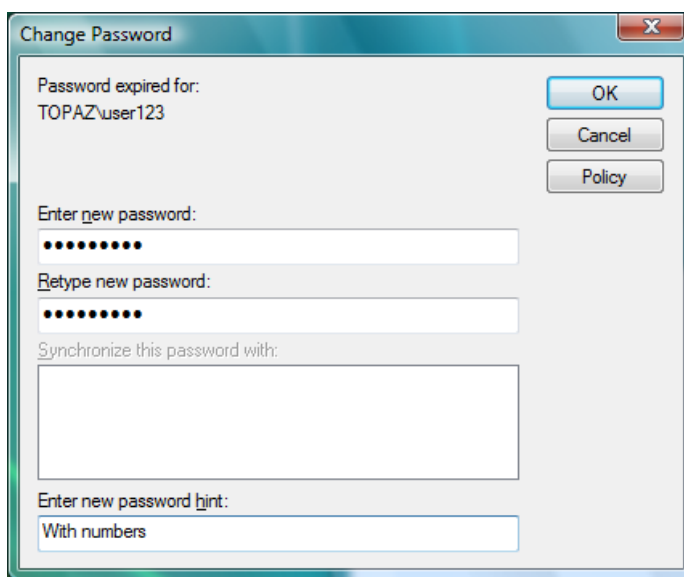 Change Password
Password expired for:
TOPAZ\user123
OK
Cancel
Policy
Enter new password:
•••••••••
Retype new password:
•••••••••
Synchronize this password with:
Enter new password hint:
With numbers